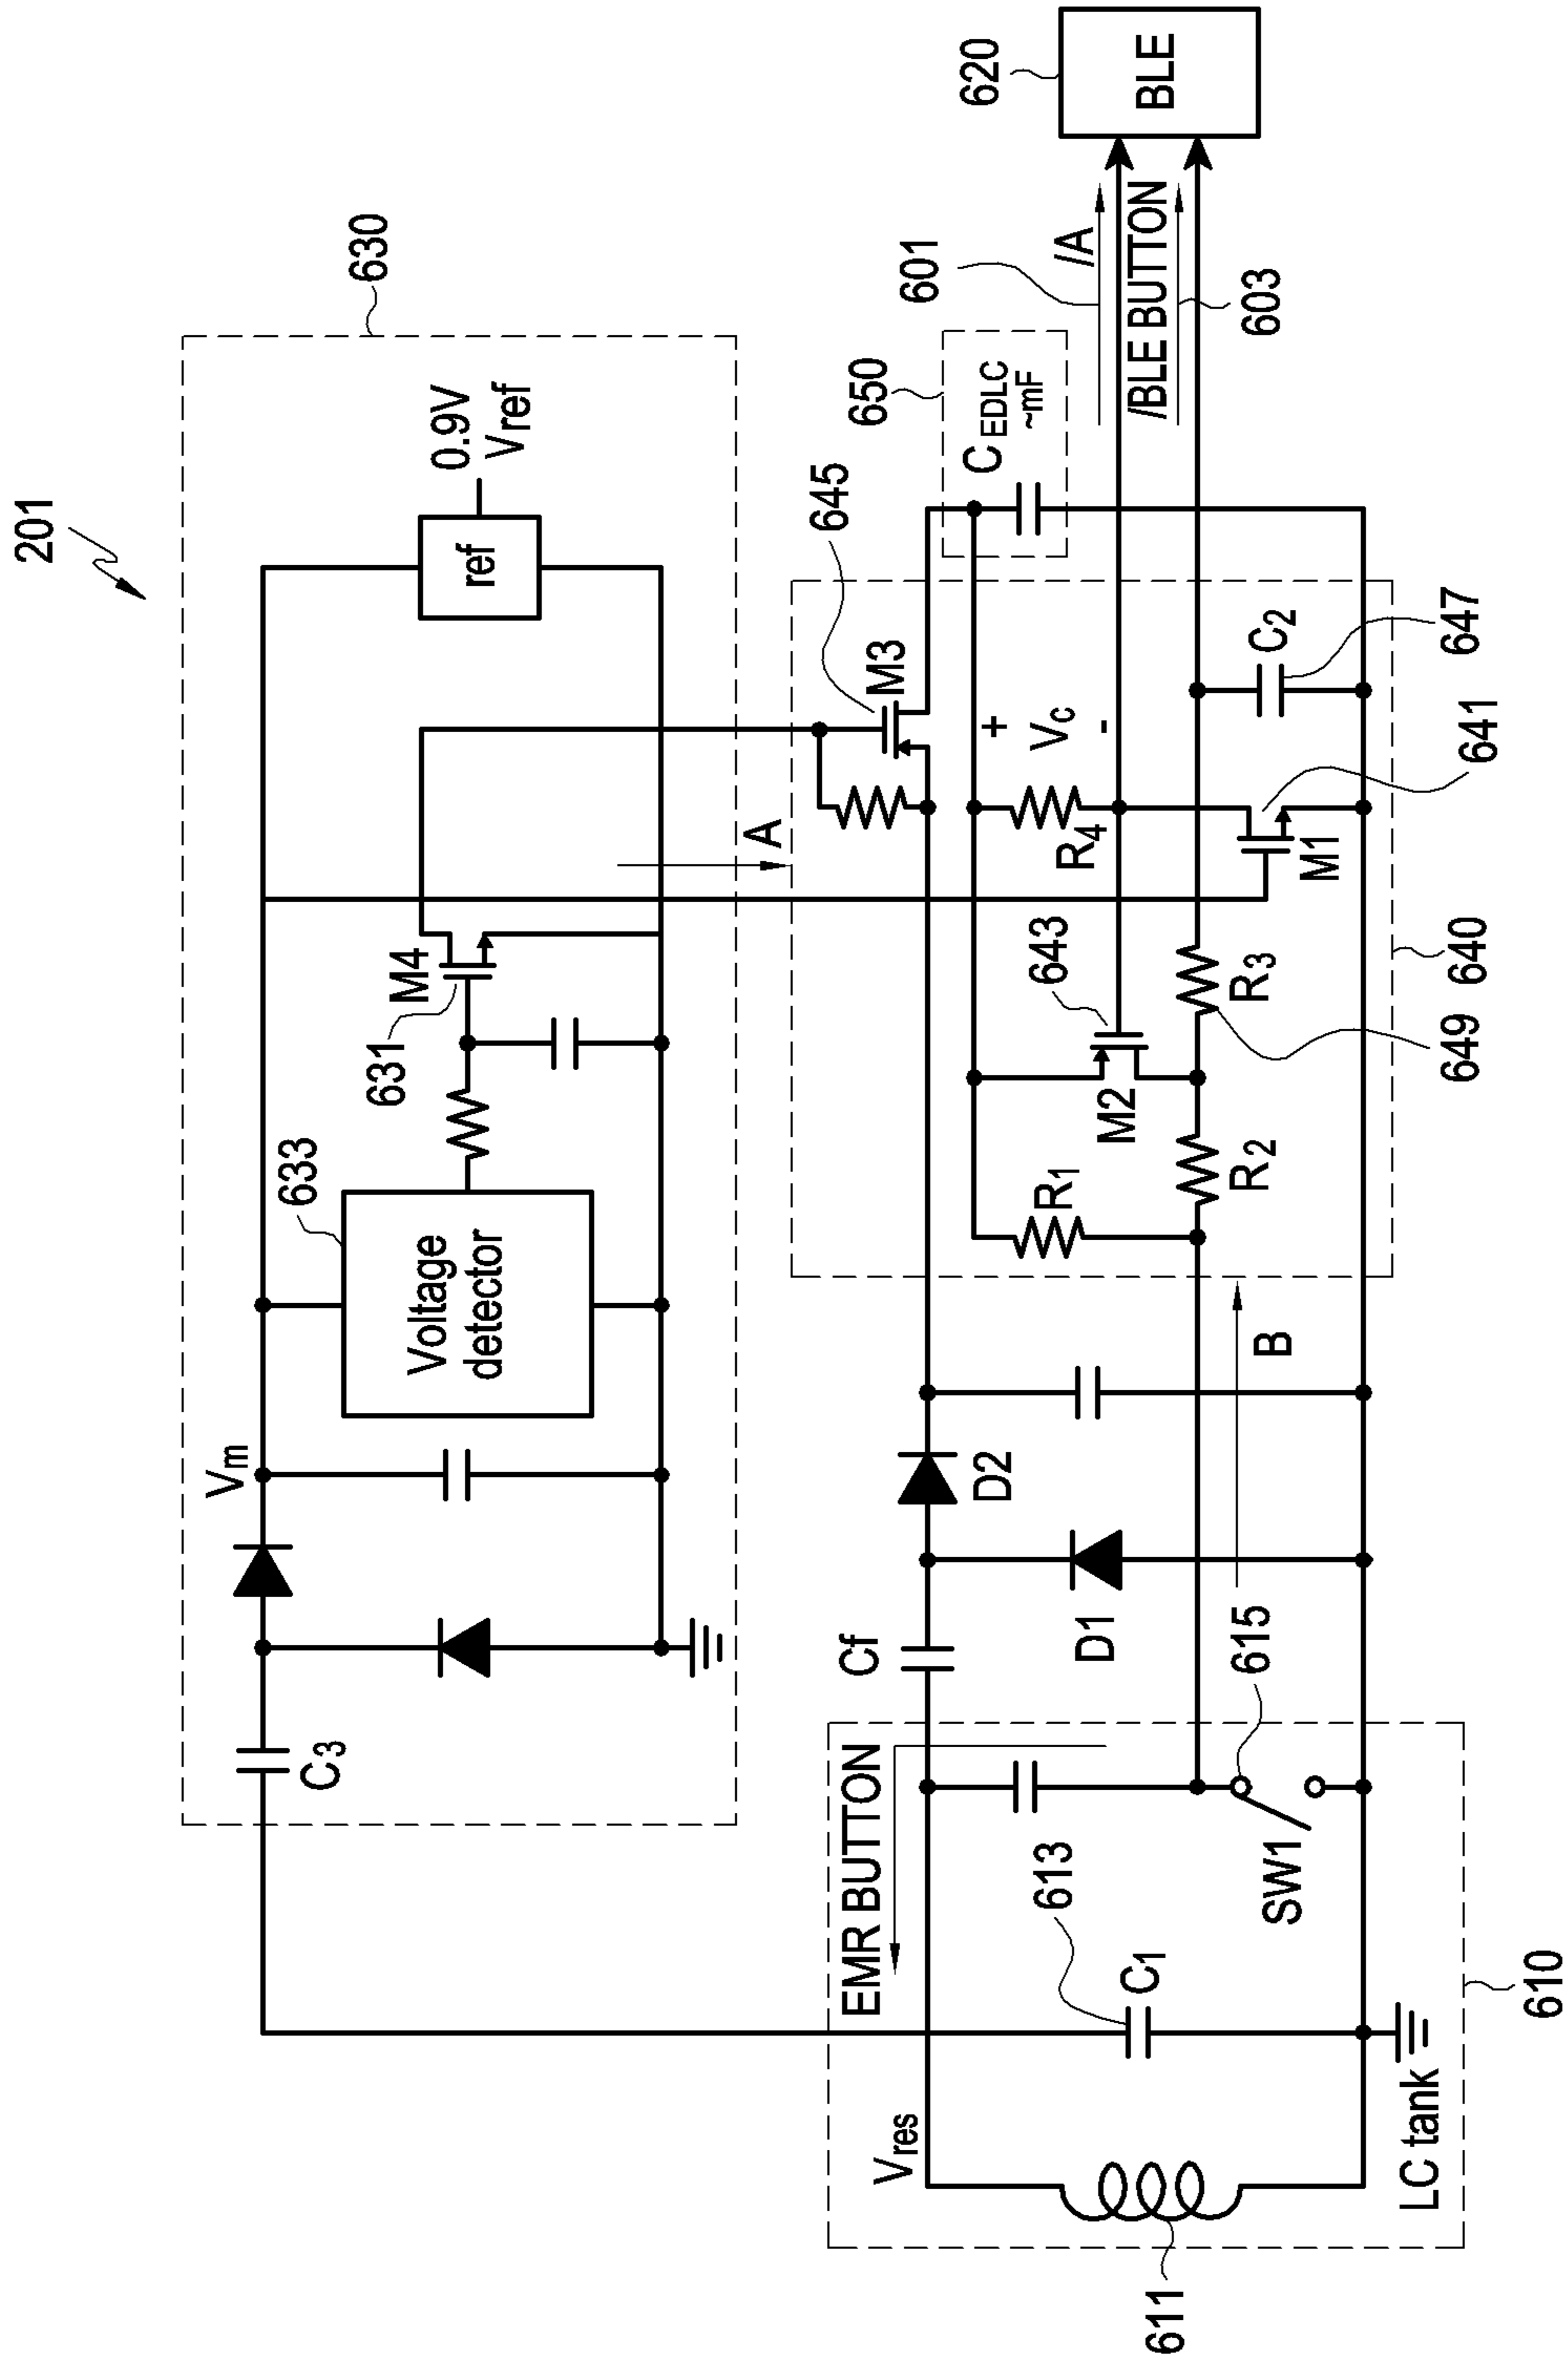 201
630
0.9V
Vref
ref
M4
631
633
Voltage
detector
Vm
C3
A
645
M3
650
CEDLC
~mF
601
/A
/BLE BUTTON
603
620
BLE
+
Vc
-
R4
643
M2
R1
R2
R3
649
M1
641
C2
647
640
B
D2
D1
Cf
615
SW1
EMR BUTTON
613
C1
Vres
611
LC tank
610